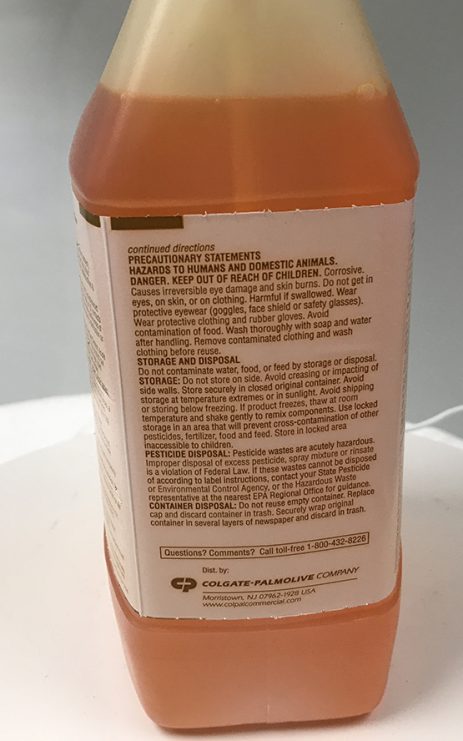 continued directions
PRECAUTIONARY STATEMENTS
HAZARDS TO HUMANS AND DOMESTIC ANIMALS.
DANGER. KEEP OUT OF REACH OF CHILDREN. Corrosive.
Causes irreversible eye damage and skin burns. Do not get in
eyes, on skin, or on clothing. Harmful if swallowed. Wear
protective eyewear (goggles, face shield or safety glasses).
Wear protective clothing and rubber gloves. Avoid
contamination of food. Wash thoroughly with soap and water
after handling. Remove contaminated clothing and wash
clothing before reuse.
STORAGE AND DISPOSAL
Do not contaminate water, food, or feed by storage or disposal.
STORAGE: Do not store on side. Avoid creasing or impacting of
side walls. Store securely in closed original container. Avoid
storage at temperature extremes or in sunlight. Avoid shipping
or storing below freezing. If product freezes, thaw at room
temperature and shake gently to remix components. Use locked
storage in an area that will prevent cross-contamination of other
pesticides, fertilizer, food and feed. Store in locked area
inaccessible to children.
PESTICIDE DISPOSAL: Pesticide wastes are acutely hazardous.
Improper disposal of excess pesticide, spray mixture or rinsate
is a violation of Federal Law. If these wastes cannot be disposed
of according to label instructions, contact your State Pesticide
or Environmental Control Agency, or the Hazardous Waste
representative at the nearest EPA Regional Office for guidance.
CONTAINER DISPOSAL: Do not reuse empty container. Replace
cap and discard container in trash. Securely wrap original
container in several layers of newspaper and discard in trash.
Questions? Comments? Call toll-free 1-800-432-8226
Dist. by:
CP COLGATE-PALMOLIVE COMPANY
Morristown, NJ 07962-1928 USA
www.colpalcommercial.com